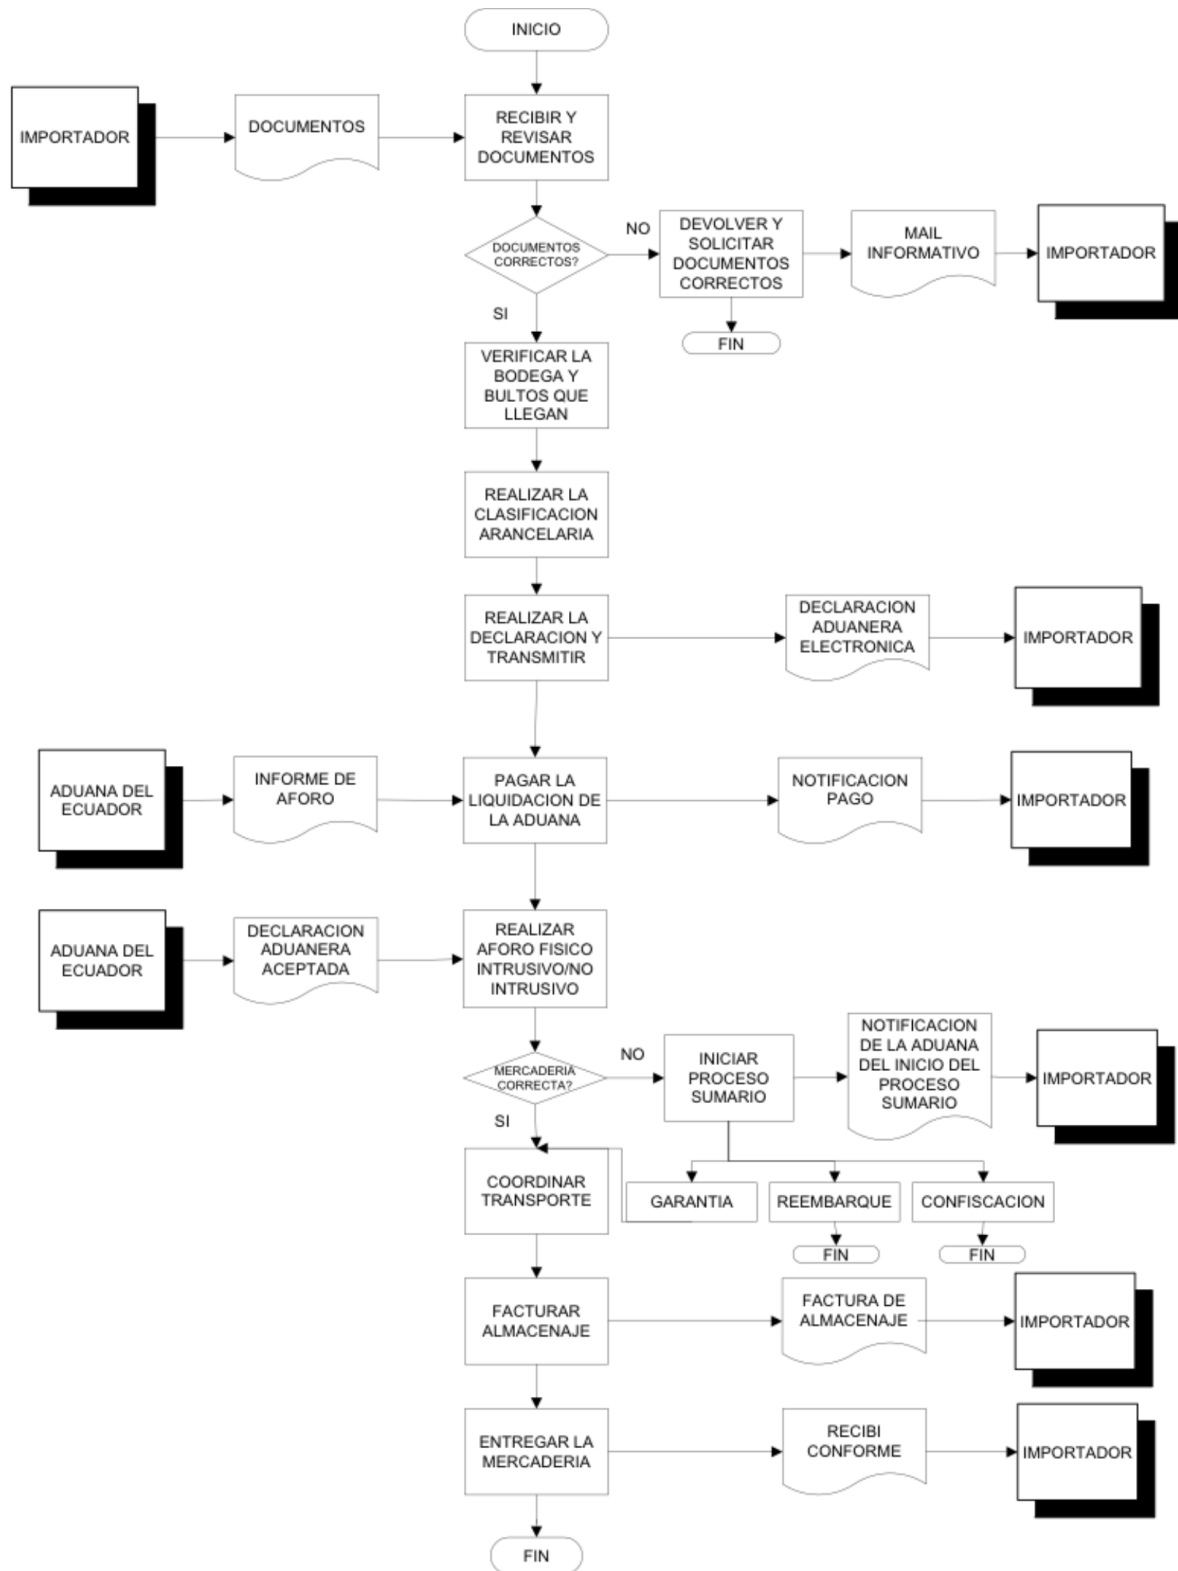 INICIO
IMPORTADOR
DOCUMENTOS
RECIBIR Y
REVISAR
DOCUMENTOS
DOCUMENTOS
CORRECTOS?
NO
DEVOLVER Y
SOLICITAR
DOCUMENTOS
CORRECTOS
MAIL
INFORMATIVO
IMPORTADOR
FIN
SI
VERIFICAR LA
BODEGA Y
BULTOS QUE
LLEGAN
REALIZAR LA
CLASIFICACION
ARANCELARIA
REALIZAR LA
DECLARACION Y
TRANSMITIR
DECLARACION
ADUANERA
ELECTRONICA
IMPORTADOR
ADUANA DEL
ECUADOR
INFORME DE
AFORO
PAGAR LA
LIQUIDACION DE
LA ADUANA
NOTIFICACION
PAGO
IMPORTADOR
ADUANA DEL
ECUADOR
DECLARACION
ADUANERA
ACEPTADA
REALIZAR
AFORO FISICO
INTRUSIVO/NO
INTRUSIVO
MERCADERIA
CORRECTA?
NO
INICIAR
PROCESO
SUMARIO
NOTIFICACION
DE LA ADUANA
DEL INICIO DEL
PROCESO
SUMARIO
IMPORTADOR
SI
COORDINAR
TRANSPORTE
GARANTIA
REEMBARQUE
CONFISCACION
FIN
FIN
FACTURAR
ALMACENAJE
FACTURA DE
ALMACENAJE
IMPORTADOR
ENTREGAR LA
MERCADERIA
RECIBI
CONFORME
IMPORTADOR
FIN